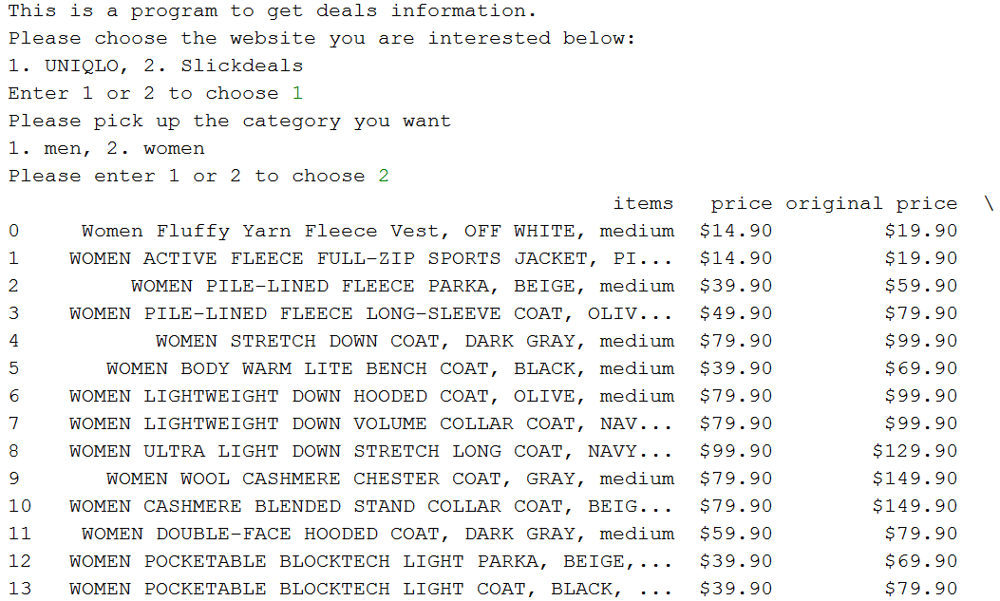 This is a program to get deals information.
Please choose the website you are interested below:
1. UNIQLO, 2. Slickdeals
Enter 1 or 2 to choose 1
Please pick up the category you want
1. men, 2. women
Please enter 1 or 2 to choose 2
items price original price \
0 Women Fluffy Yarn Fleece Vest, OFF WHITE, medium $14.90 $19.90
1 WOMEN ACTIVE FLEECE FULL-ZIP SPORTS JACKET, PI... $14.90 $19.90
2 WOMEN PILE-LINED FLEECE PARKA, BEIGE, medium $39.90 $59.90
3 WOMEN PILE-LINED FLEECE LONG-SLEEVE COAT, OLIV... $49.90 $79.90
4 WOMEN STRETCH DOWN COAT, DARK GRAY, medium $79.90 $99.90
5 WOMEN BODY WARM LITE BENCH COAT, BLACK, medium $39.90 $69.90
6 WOMEN LIGHTWEIGHT DOWN HOODED COAT, OLIVE, medium $79.90 $99.90
7 WOMEN LIGHTWEIGHT DOWN VOLUME COLLAR COAT, NAV... $79.90 $99.90
8 WOMEN ULTRA LIGHT DOWN STRETCH LONG COAT, NAVY... $99.90 $129.90
9 WOMEN WOOL CASHMERE CHESTER COAT, GRAY, medium $79.90 $149.90
10 WOMEN CASHMERE BLENDED STAND COLLAR COAT, BEIG... $79.90 $149.90
11 WOMEN DOUBLE-FACE HOODED COAT, DARK GRAY, medium $59.90 $79.90
12 WOMEN POCKETABLE BLOCKTECH LIGHT PARKA, BEIGE,... $39.90 $69.90
13 WOMEN POCKETABLE BLOCKTECH LIGHT COAT, BLACK, ... $39.90 $79.90